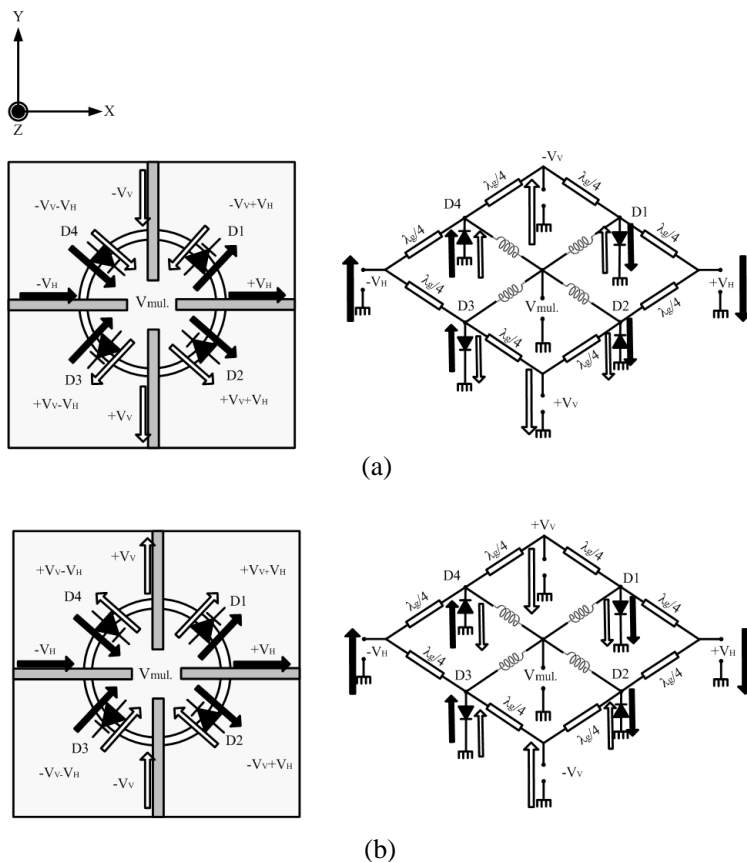 Y
X
Z
-Vv-VH
-Vv
-Vv+VH
D4
D1
-VH
+VH
Vmul.
D3
D2
+Vv-VH
+Vv
+Vv+VH
-Vv
λg/4
λg/4
D4
D1
λg/4
λg/4
-VH
+VH
Vmul.
D3
D2
λg/4
λg/4
λg/4
λg/4
+Vv
(a)
+Vv-VH
+Vv
+Vv+VH
D4
D1
-VH
+VH
Vmul.
D3
D2
-Vv-VH
-Vv
-Vv+VH
+Vv
λg/4
λg/4
D4
D1
λg/4
λg/4
-VH
+VH
Vmul.
D3
D2
λg/4
λg/4
λg/4
λg/4
-Vv
(b)